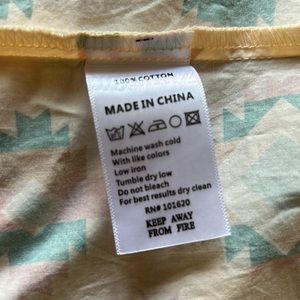 100% COTTON
MADE IN CHINA
Machine wash cold
With like colors
Low iron
Tumble dry low
Do not bleach
For best results dry clean
RN# 101620
KEEP AWAY
FROM FIRE